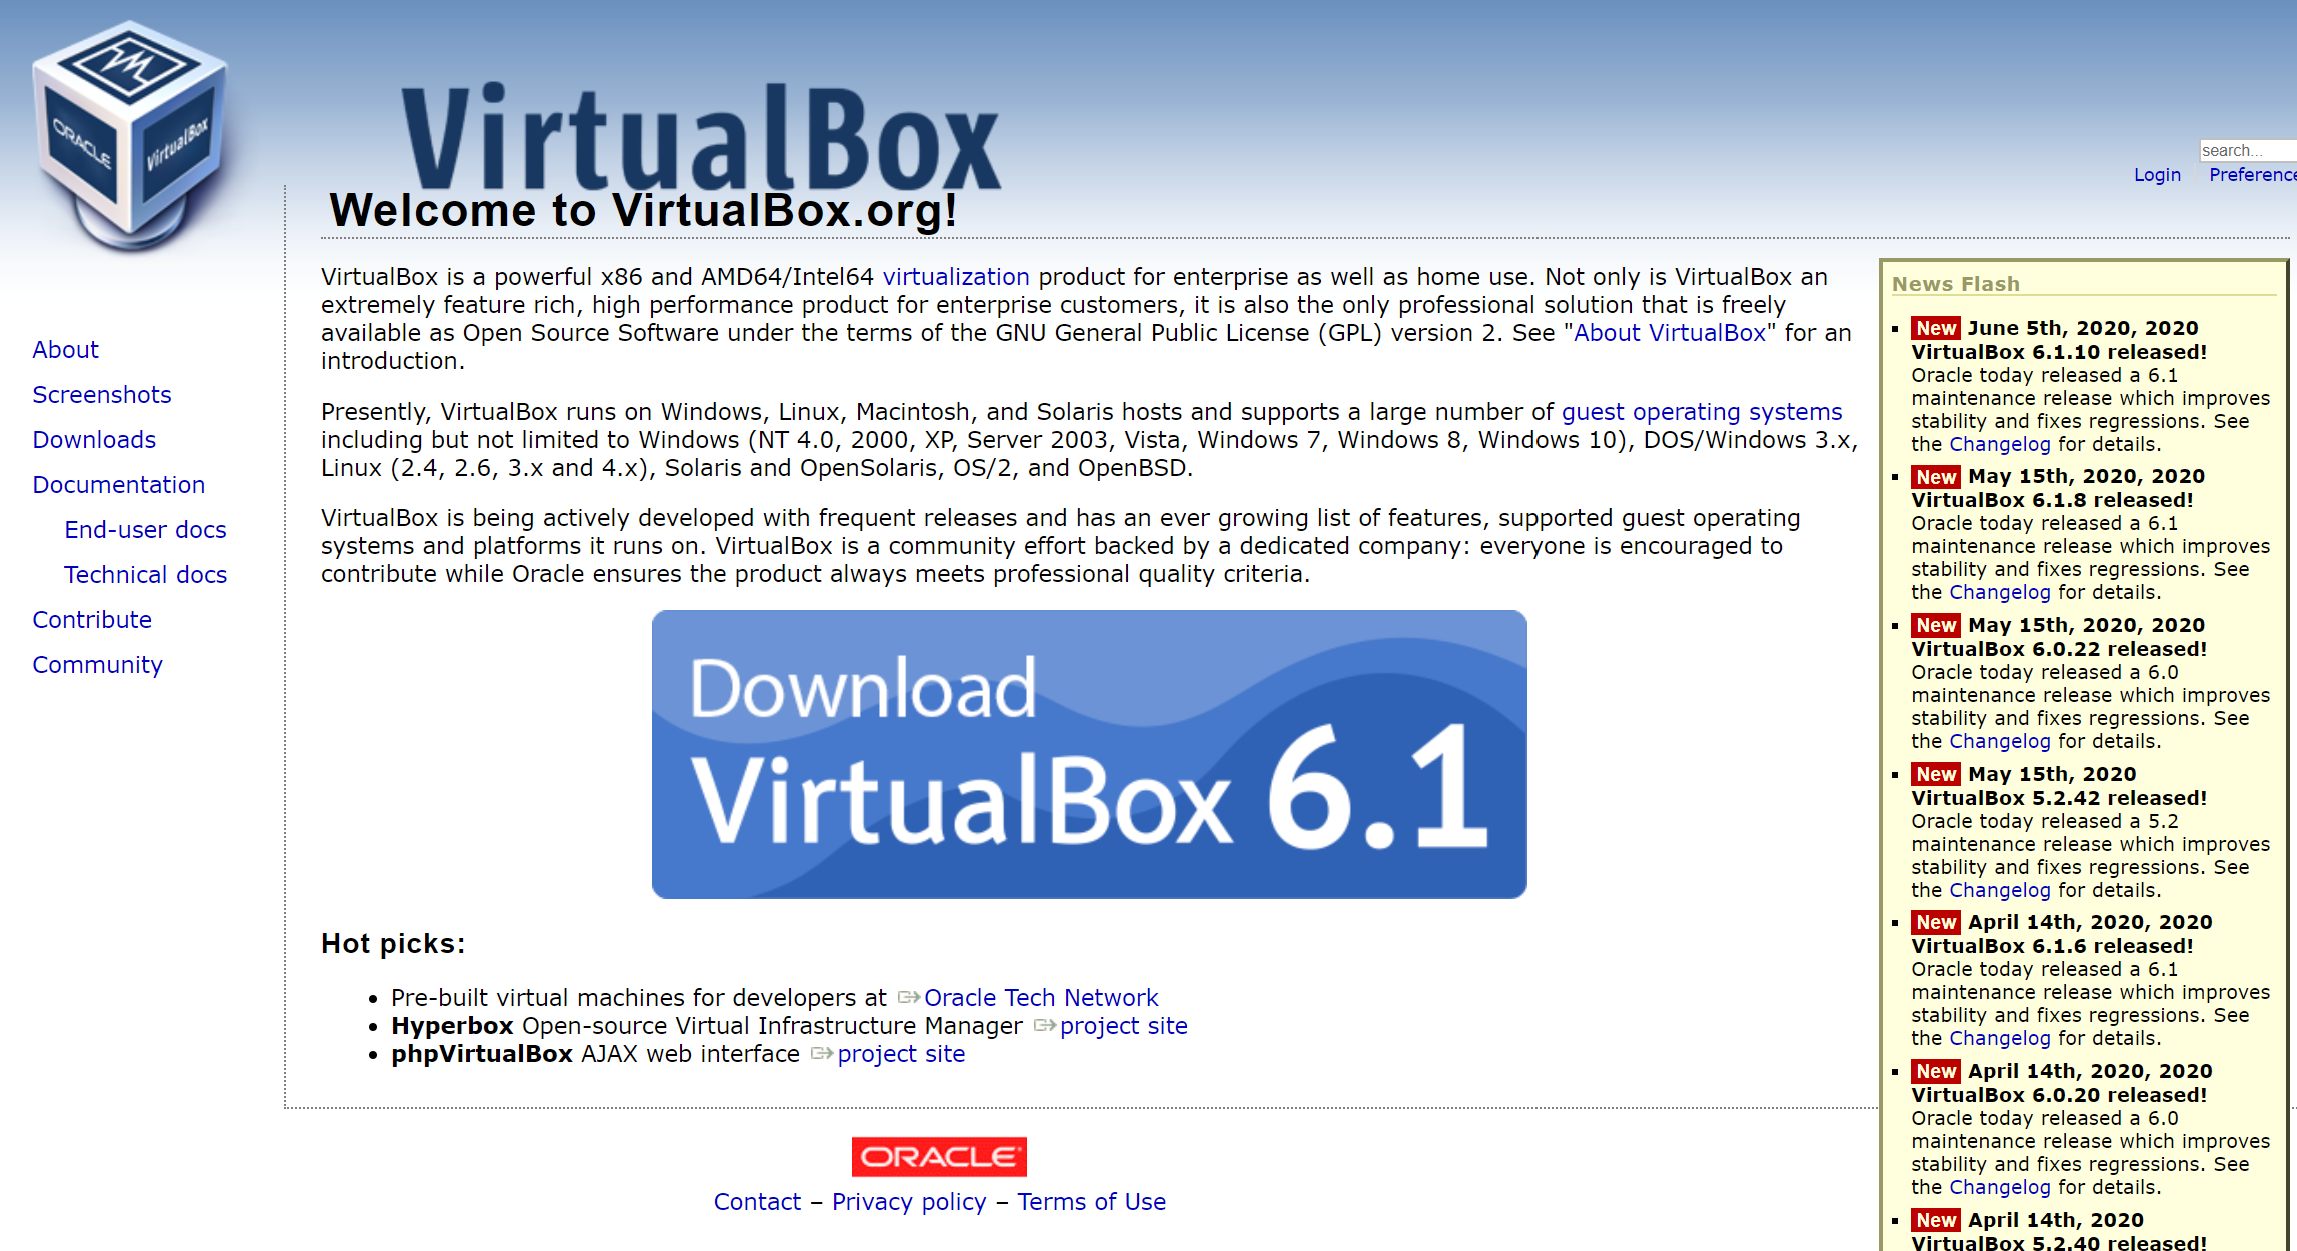 ORACLE
VirtualBox
VirtualBox
search...
Login Preference
Welcome to VirtualBox.org!
About
Screenshots
Downloads
Documentation
End-user docs
Technical docs
Contribute
Community
VirtualBox is a powerful x86 and AMD64/Intel64 virtualization product for enterprise as well as home use. Not only is VirtualBox an
extremely feature rich, high performance product for enterprise customers, it is also the only professional solution that is freely
available as Open Source Software under the terms of the GNU General Public License (GPL) version 2. See "About VirtualBox" for an
introduction.
Presently, VirtualBox runs on Windows, Linux, Macintosh, and Solaris hosts and supports a large number of guest operating systems
including but not limited to Windows (NT 4.0, 2000, XP, Server 2003, Vista, Windows 7, Windows 8, Windows 10), DOS/Windows 3.x,
Linux (2.4, 2.6, 3.x and 4.x), Solaris and OpenSolaris, OS/2, and OpenBSD.
VirtualBox is being actively developed with frequent releases and has an ever growing list of features, supported guest operating
systems and platforms it runs on. VirtualBox is a community effort backed by a dedicated company: everyone is encouraged to
contribute while Oracle ensures the product always meets professional quality criteria.
Download
VirtualBox 6.1
Hot picks:
Pre-built virtual machines for developers at Oracle Tech Network
Hyperbox Open-source Virtual Infrastructure Manager project site
phpVirtualBox AJAX web interface project site
News Flash
New June 5th, 2020, 2020
VirtualBox 6.1.10 released!
Oracle today released a 6.1
maintenance release which improves
stability and fixes regressions. See
the Changelog for details.
New May 15th, 2020, 2020
VirtualBox 6.1.8 released!
Oracle today released a 6.1
maintenance release which improves
stability and fixes regressions. See
the Changelog for details.
New May 15th, 2020, 2020
VirtualBox 6.0.22 released!
Oracle today released a 6.0
maintenance release which improves
stability and fixes regressions. See
the Changelog for details.
New May 15th, 2020
VirtualBox 5.2.42 released!
Oracle today released a 5.2
maintenance release which improves
stability and fixes regressions. See
the Changelog for details.
New April 14th, 2020, 2020
VirtualBox 6.1.6 released!
Oracle today released a 6.1
maintenance release which improves
stability and fixes regressions. See
the Changelog for details.
New April 14th, 2020, 2020
VirtualBox 6.0.20 released!
Oracle today released a 6.0
maintenance release which improves
stability and fixes regressions. See
the Changelog for details.
New April 14th, 2020
VirtualBox 5.2.40 released!
ORACLE
Contact – Privacy policy – Terms of Use